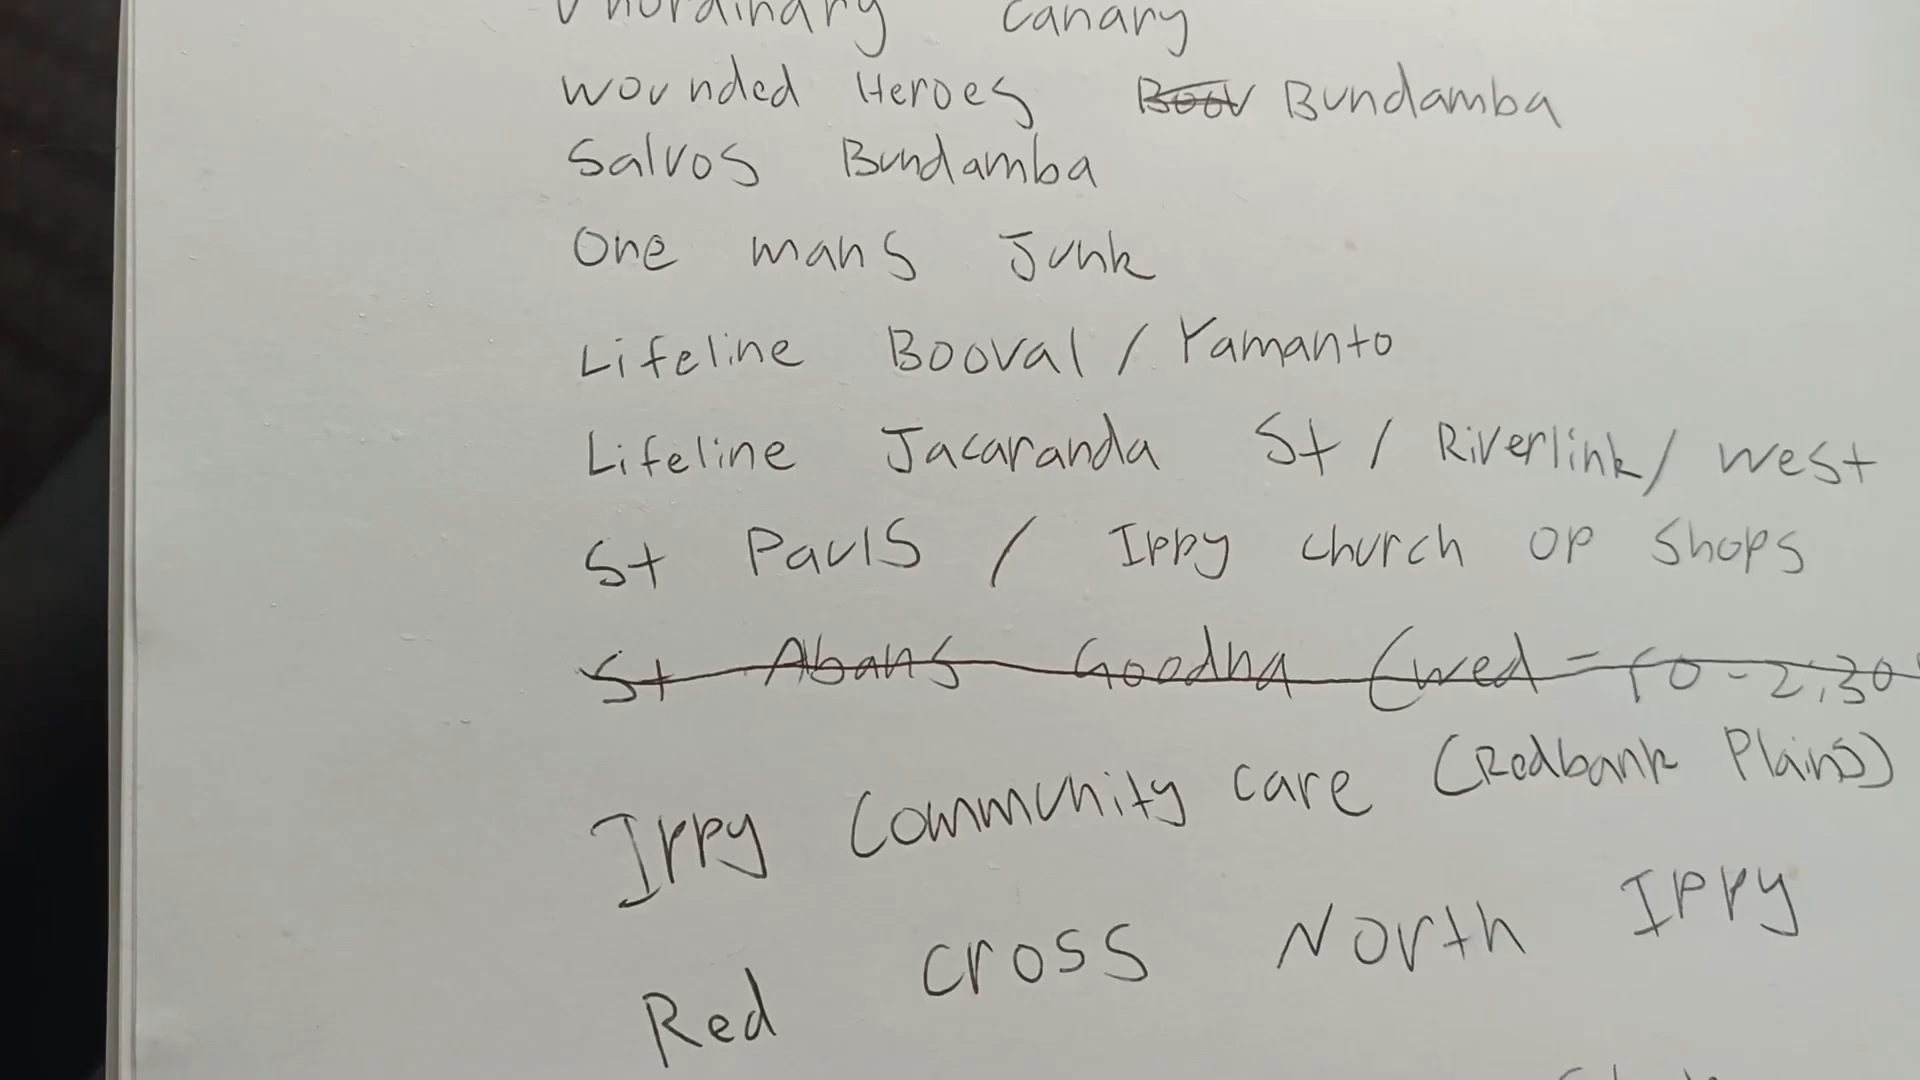 Unordinary Canary
Wounded Heroes Boov Bundamba
Salvos Bundamba
One mans Junk
Lifeline Booval / Yamanto
Lifeline Jacaranda St / Riverlink / West
St Pauls / Ippy church op shops
St Abans Goodna (wed = 10-2:30
Ippy Community care (Redbank Plains)
Red cross North Ippy